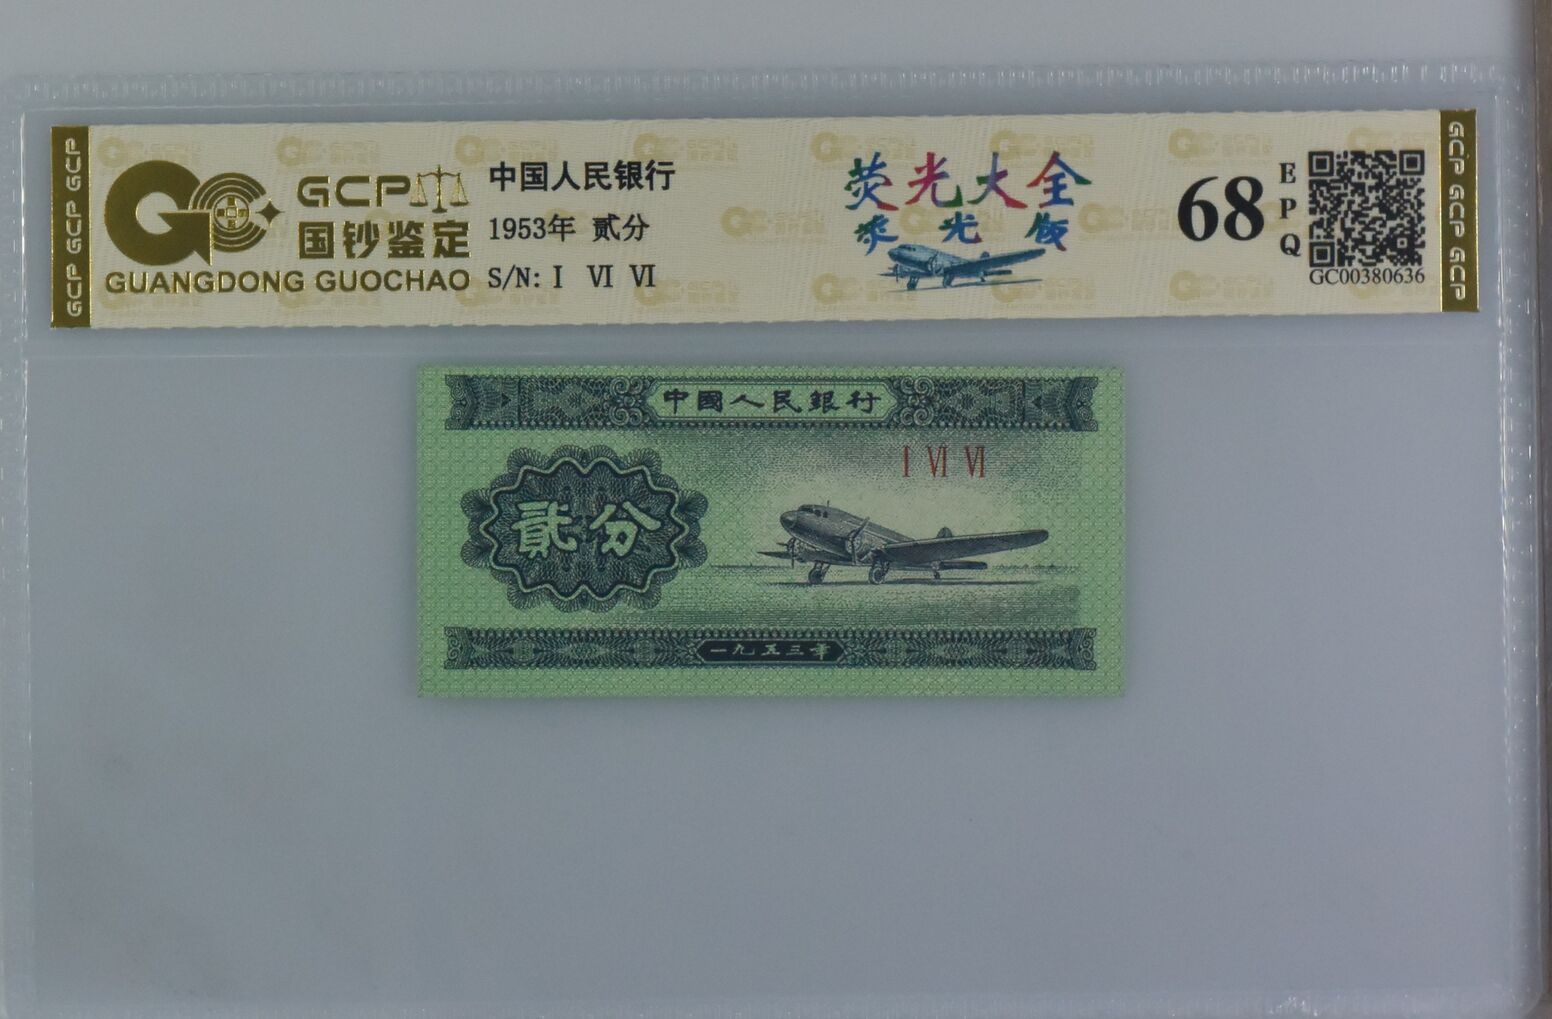 GCP GCP GCP
GCP
国钞鉴定
GUANGDONG GUOCHAO
中国人民银行
1953年 贰分
S/N: I VI VI
荧光大全
光版
68
EPQ
GC00380636
GCP GCP GCP
中國人民銀行
I VI VI
貳分
一九五三年